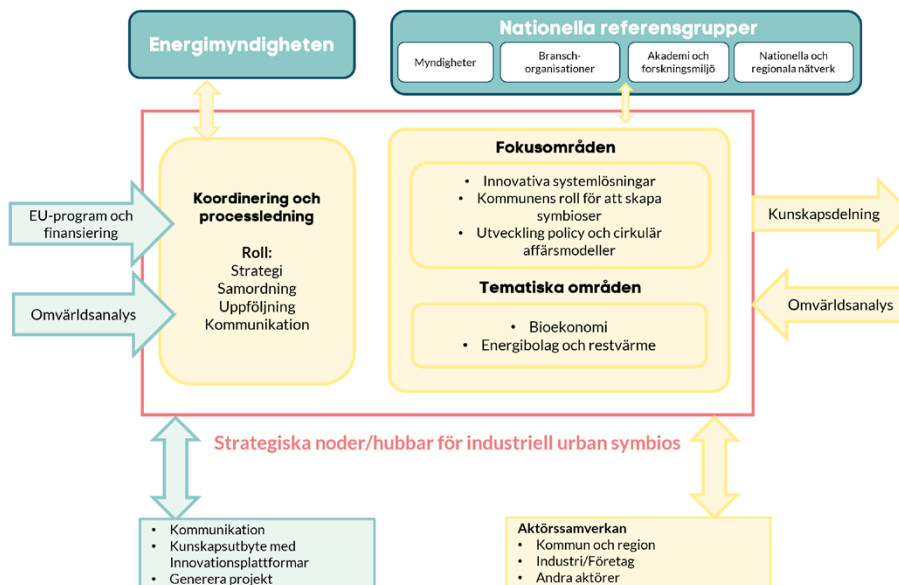 Energimyndigheten
Nationella referensgrupper
Myndigheter
Bransch-
organisationer
Akademi och
forskningsmiljö
Nationella och
regionala nätverk
EU-program och
finansiering
Omvärldsanalys
Koordinering och
processledning
Roll:
Strategi
Samordning
Uppföljning
Kommunikation
Fokusområden
• Innovativa systemlösningar
• Kommunens roll för att skapa
symbioser
• Utveckling policy och cirkulär
affärsmodeller
Tematiska områden
• Bioekonomi
• Energibolag och restvärme
Kunskapsdelning
Omvärldsanalys
Strategiska noder/hubbar för industriell urban symbios
• Kommunikation
• Kunskapsutbyte med
Innovationsplattformar
• Generera projekt
Aktörssamverkan
• Kommun och region
• Industri/Företag
• Andra aktörer